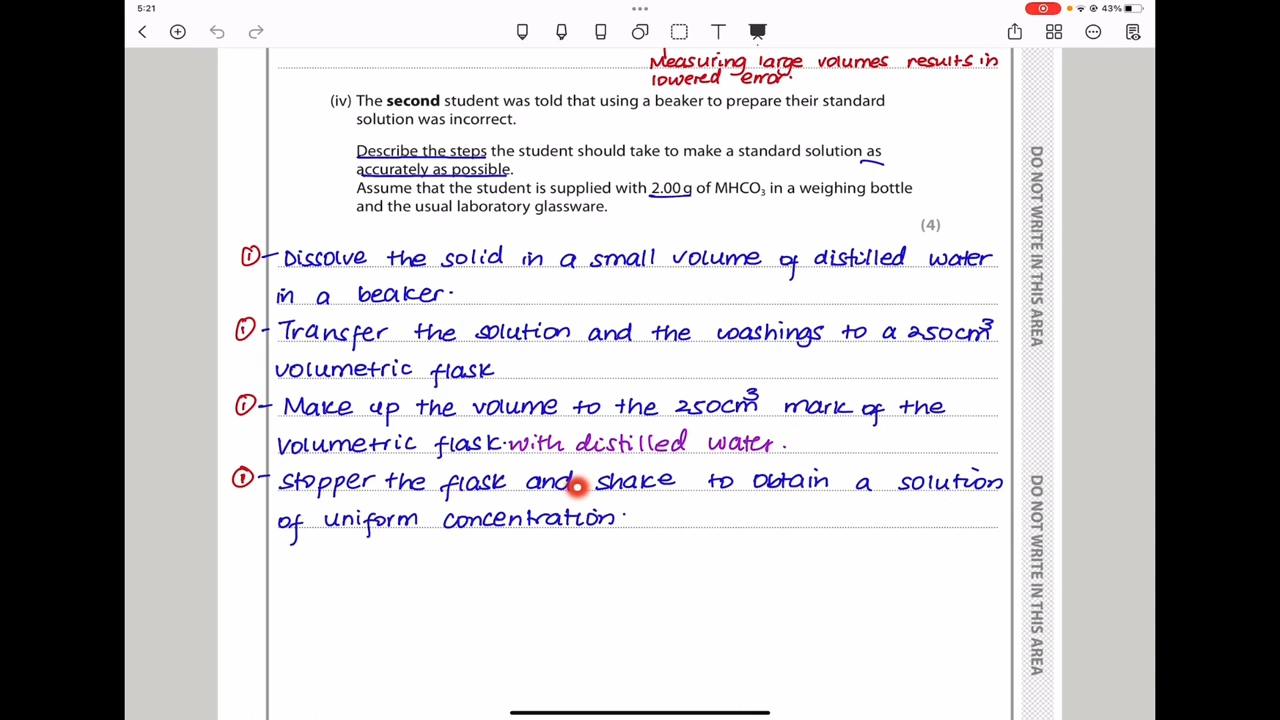 5:21
43%
Measuring large volumes results in
lowered error.
(iv) The second student was told that using a beaker to prepare their standard
solution was incorrect.
Describe the steps the student should take to make a standard solution as
accurately as possible.
Assume that the student is supplied with 2.00 g of MHCO₃ in a weighing bottle
and the usual laboratory glassware.
(4)
① - Dissolve the solid in a small volume of distilled water
in a beaker.
① - Transfer the solution and the washings to a 250cm³
volumetric flask
① - Make up the volume to the 250cm³ mark of the
volumetric flask. with distilled water.
① - Stopper the flask and shake to obtain a solution
of uniform concentration.
DO NOT WRITE IN THIS AREA
DO NOT WRITE IN THIS AREA